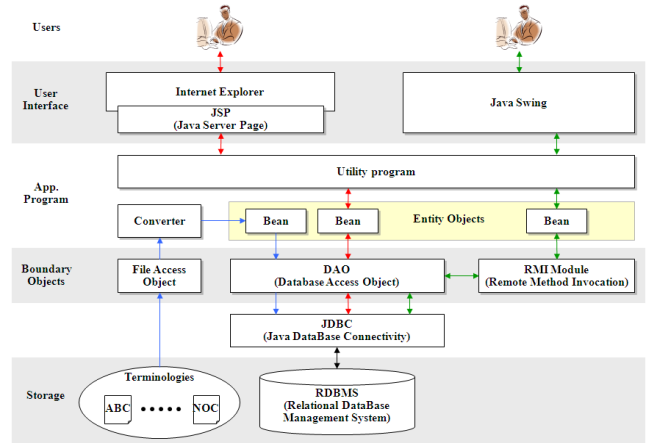 Users
User
Interface
Internet Explorer
JSP
(Java Server Page)
Java Swing
App.
Program
Utility program
Converter
Bean
Bean
Entity Objects
Bean
Boundary
Objects
File Access
Object
DAO
(Database Access Object)
RMI Module
(Remote Method Invocation)
JDBC
(Java DataBase Connectivity)
Storage
Terminologies
ABC
NOC
RDBMS
(Relational DataBase
Management System)